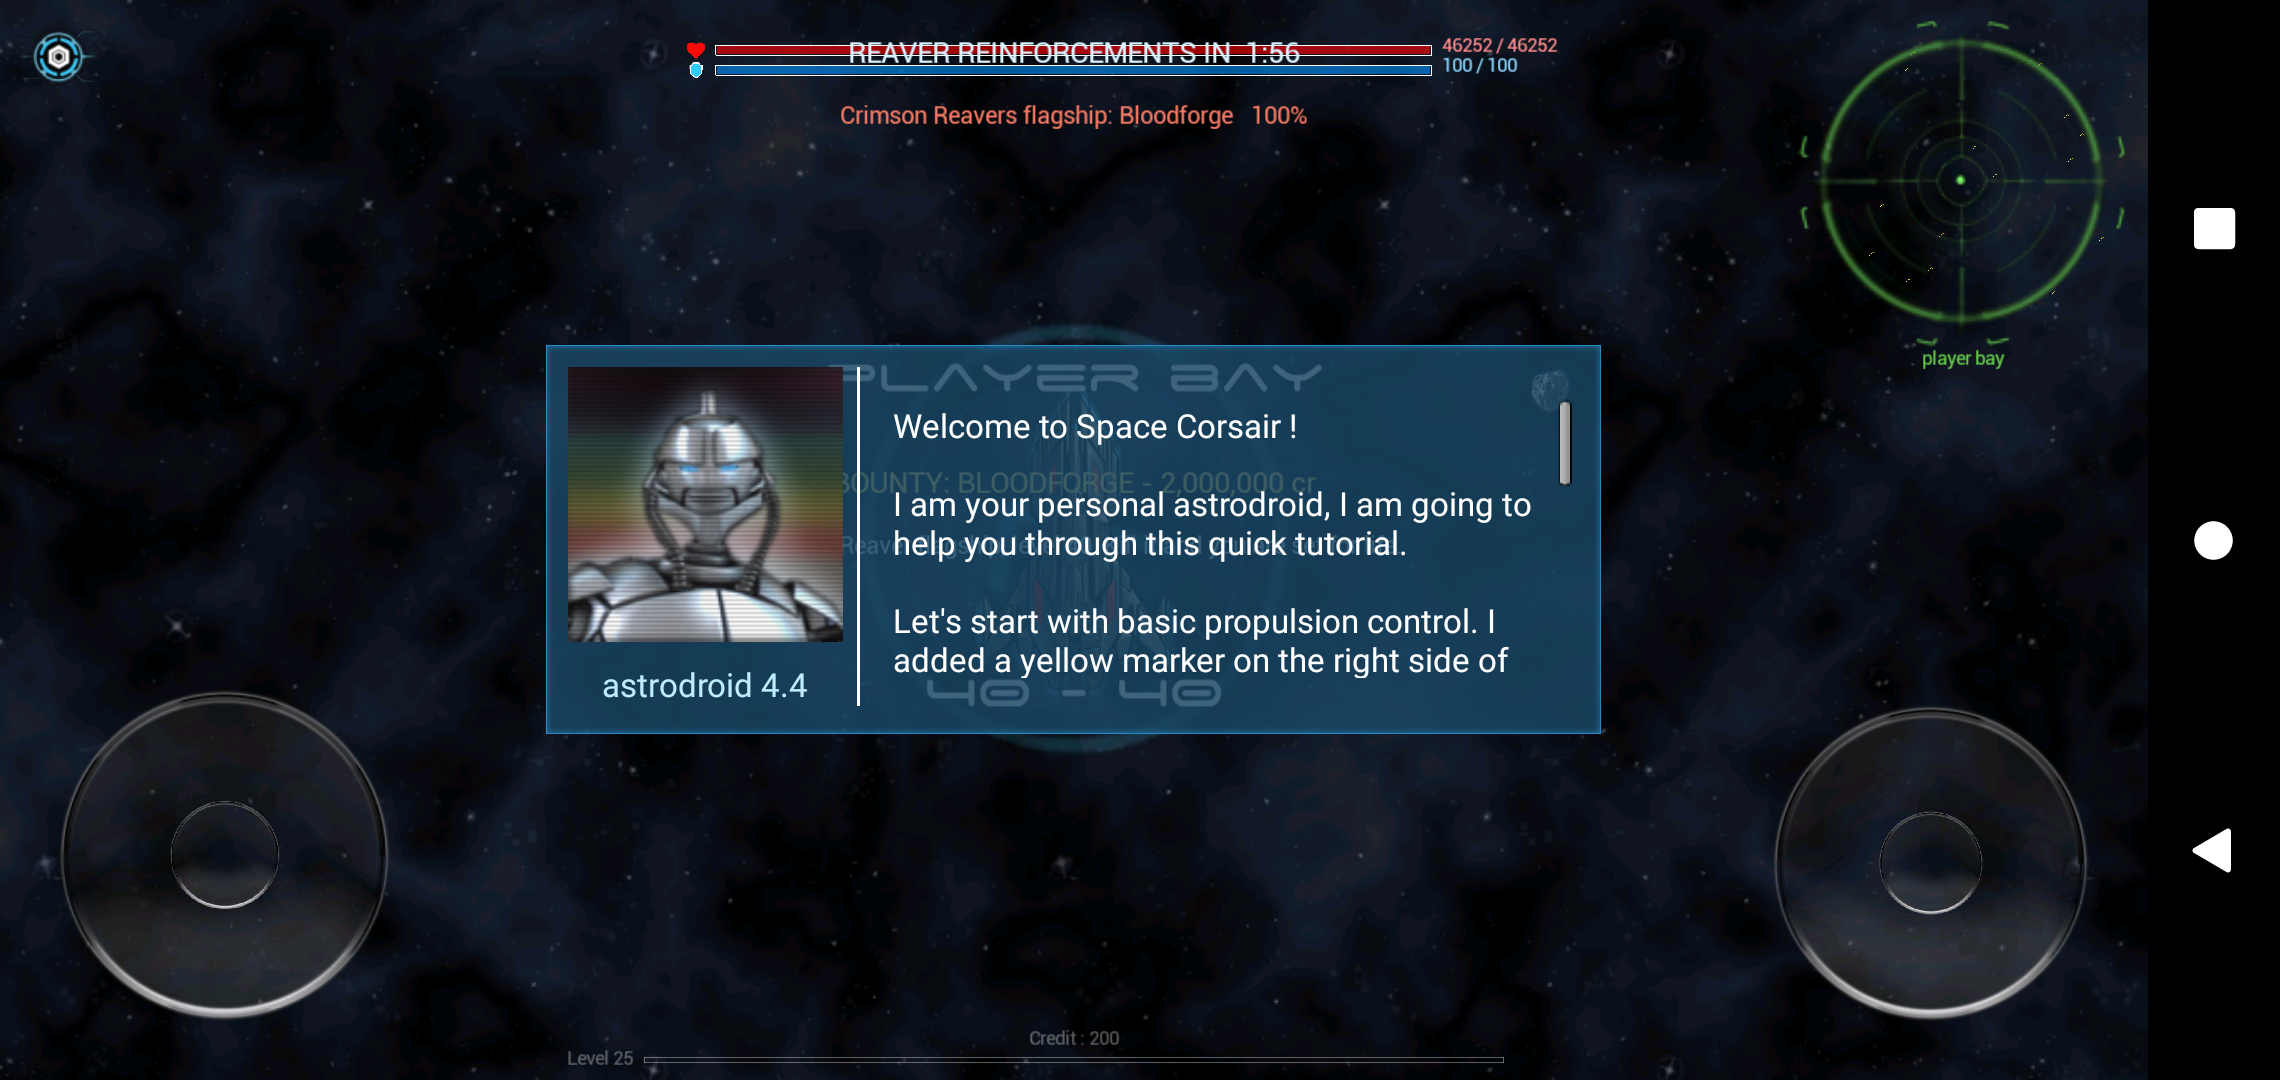 REAVER REINFORCEMENTS IN 1:56
46252 / 46252
100 / 100
Crimson Reavers flagship: Bloodforge 100%
player bay
PLAYER BAY
Welcome to Space Corsair !
BOUNTY: BLOODFORGE - 2,000,000 cr
I am your personal astrodroid, I am going to
help you through this quick tutorial.
Let's start with basic propulsion control. I
added a yellow marker on the right side of
astrodroid 4.4
40 - 40
Credit : 200
Level 25